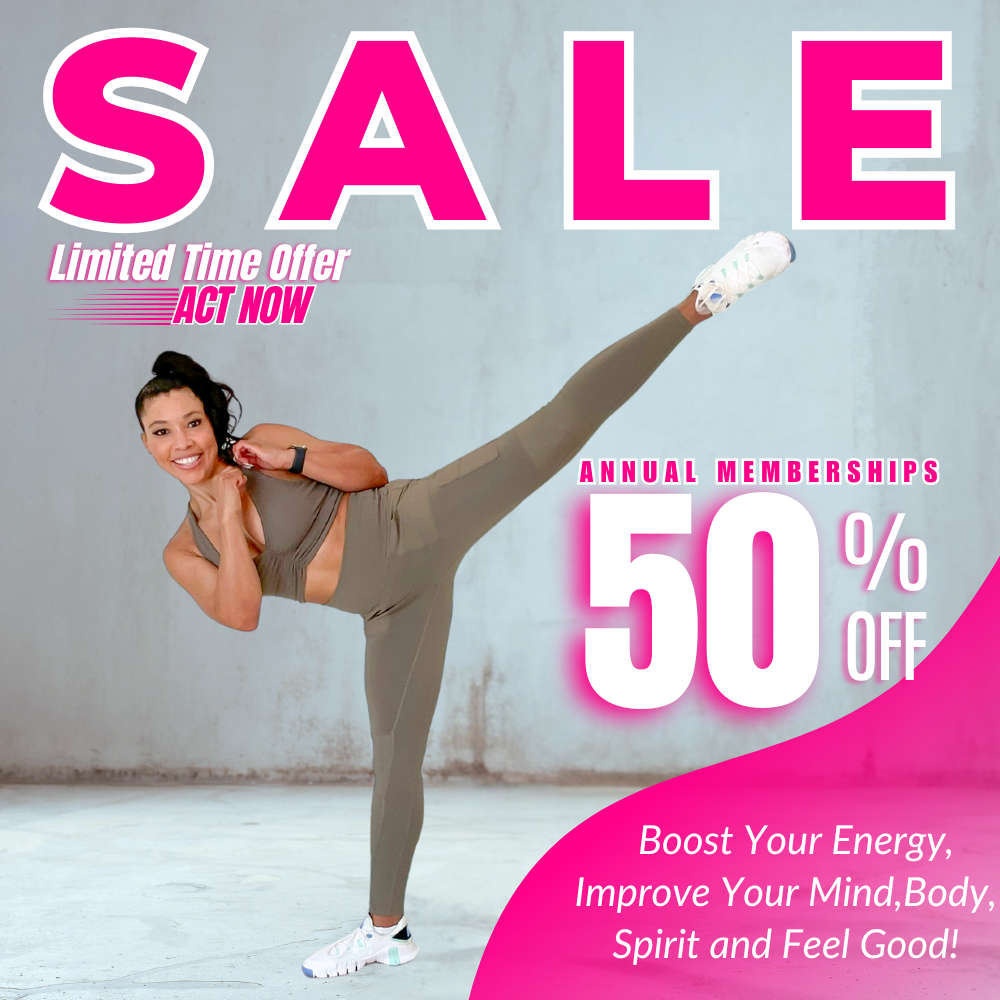 SALE
Limited Time Offer
ACT NOW
ANNUAL MEMBERSHIPS
50%
OFF
Boost Your Energy,
Improve Your Mind,Body,
Spirit and Feel Good!